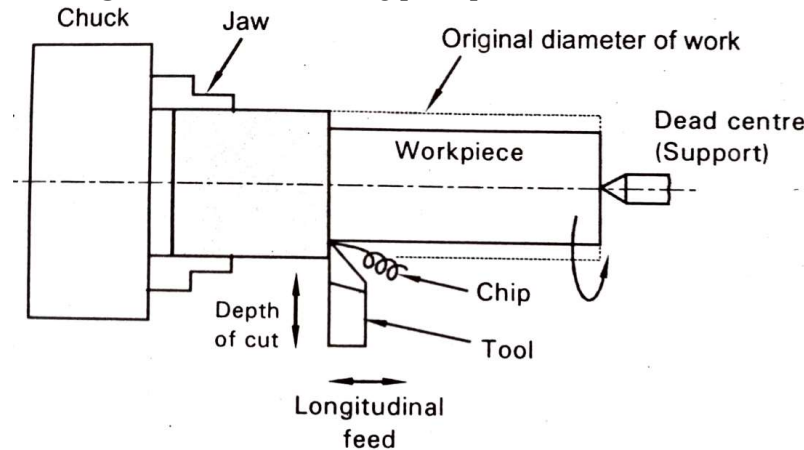 Chuck
Jaw
Original diameter of work
Dead centre
(Support)
Workpiece
Chip
Depth
of cut
Tool
Longitudinal
feed